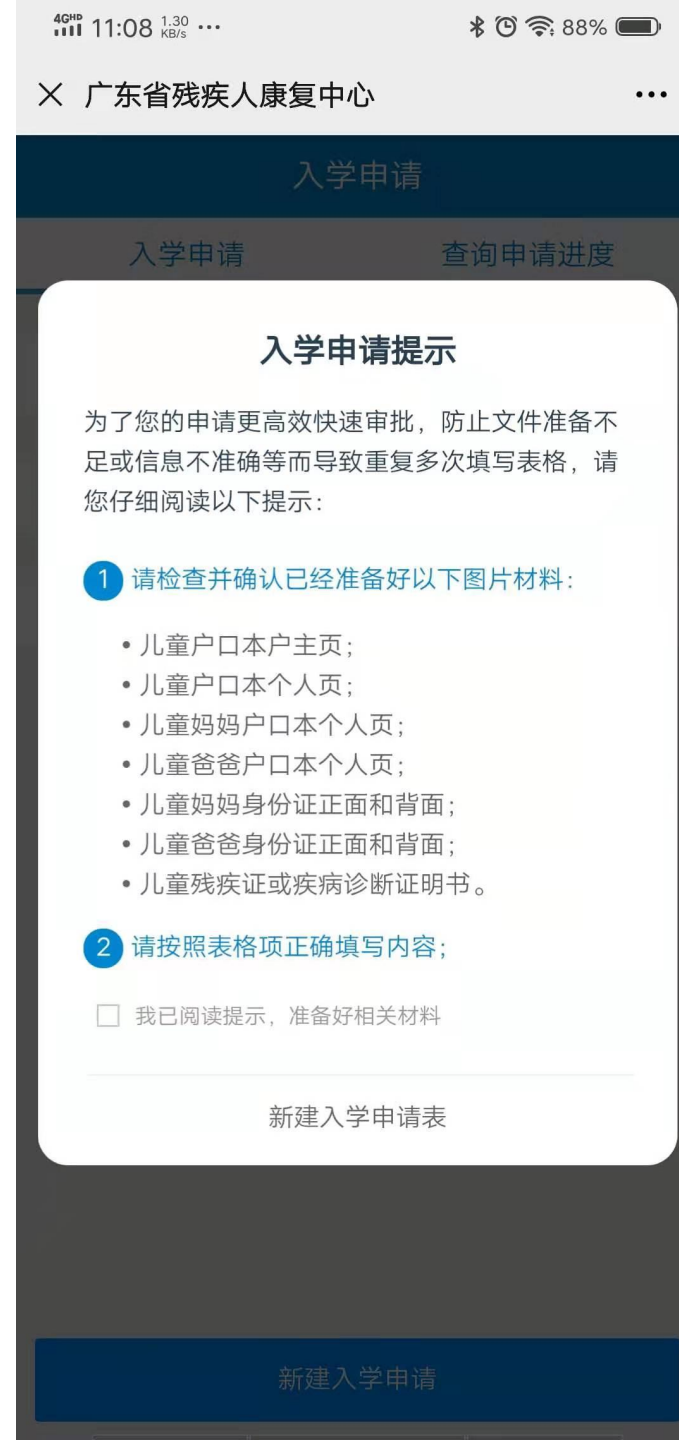 4GHD 11:08 1.30 KB/s ··· 88%
× 广东省残疾人康复中心 ···
入学申请
入学申请 查询申请进度
入学申请提示
为了您的申请更高效快速审批，防止文件准备不
足或信息不准确等而导致重复多次填写表格，请
您仔细阅读以下提示：
1 请检查并确认已经准备好以下图片材料：
• 儿童户口本户主页；
• 儿童户口本个人页；
• 儿童妈妈户口本个人页；
• 儿童爸爸户口本个人页；
• 儿童妈妈身份证正面和背面；
• 儿童爸爸身份证正面和背面；
• 儿童残疾证或疾病诊断证明书。
2 请按照表格项正确填写内容；
我已阅读提示，准备好相关材料
新建入学申请表
新建入学申请